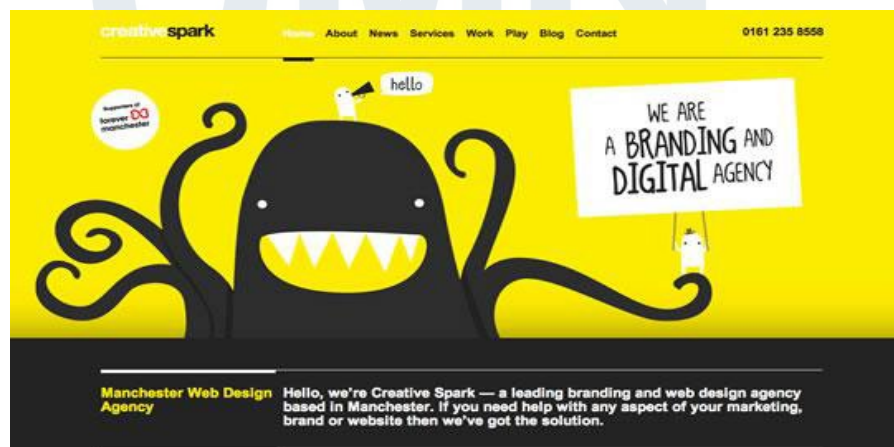 creativespark
Home About News Services Work Play Blog Contact
0161 235 8558
hello
Supporters of
forever
manchester
WE ARE
A BRANDING AND
DIGITAL AGENCY
Manchester Web Design
Agency
Hello, we're Creative Spark — a leading branding and web design agency
based in Manchester. If you need help with any aspect of your marketing,
brand or website then we've got the solution.